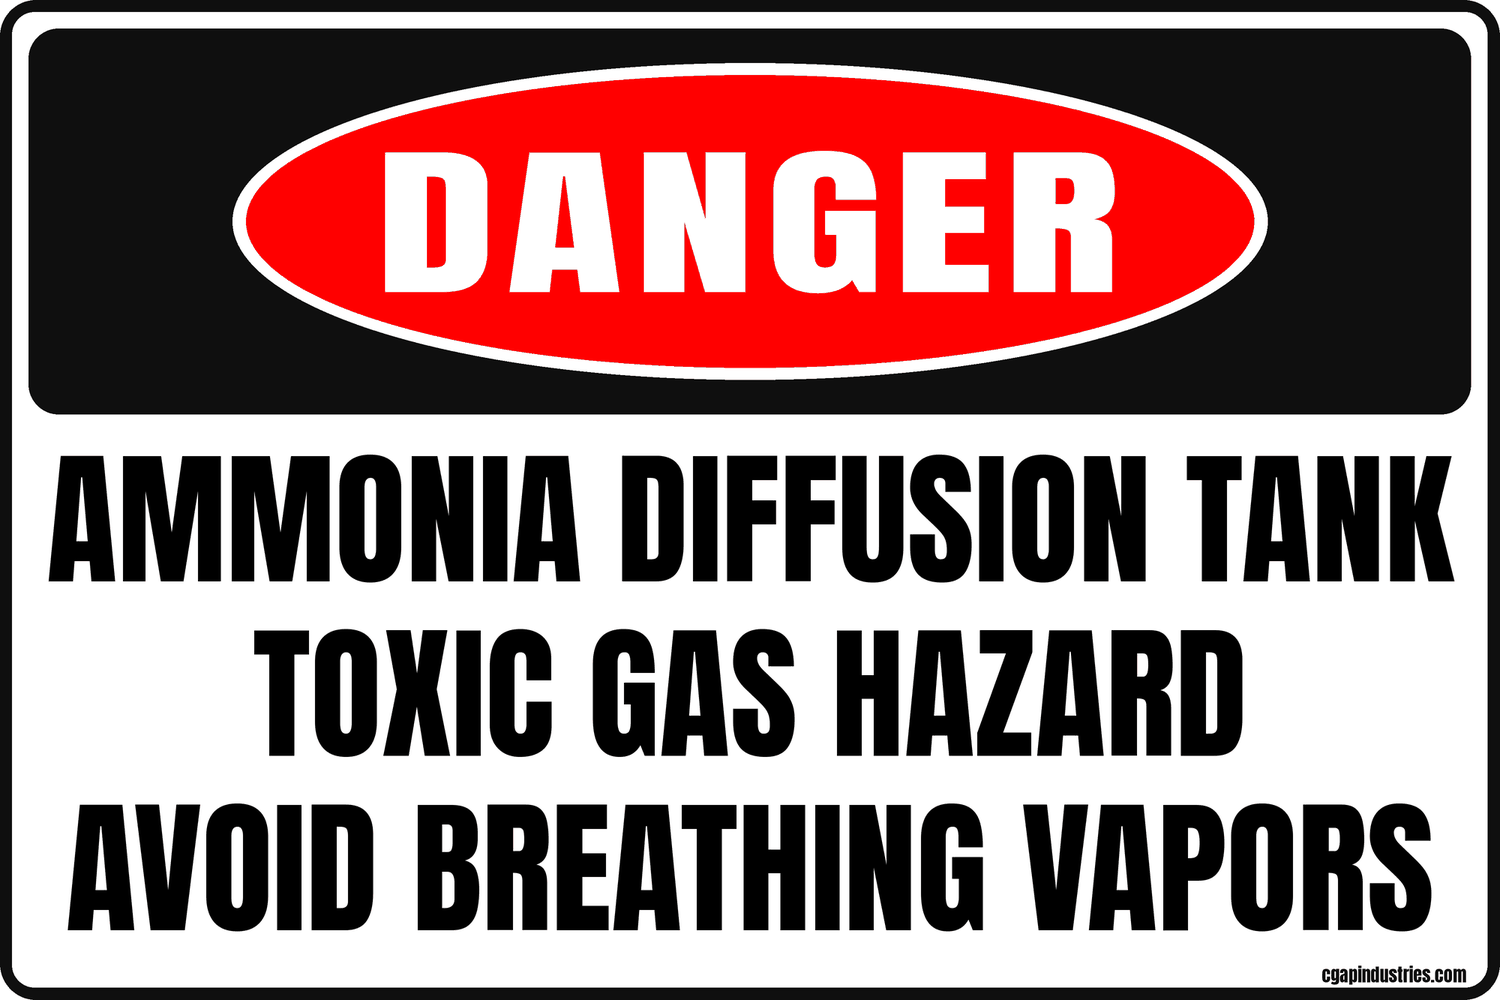 DANGER
AMMONIA DIFFUSION TANK
TOXIC GAS HAZARD
AVOID BREATHING VAPORS
cgapindustries.com